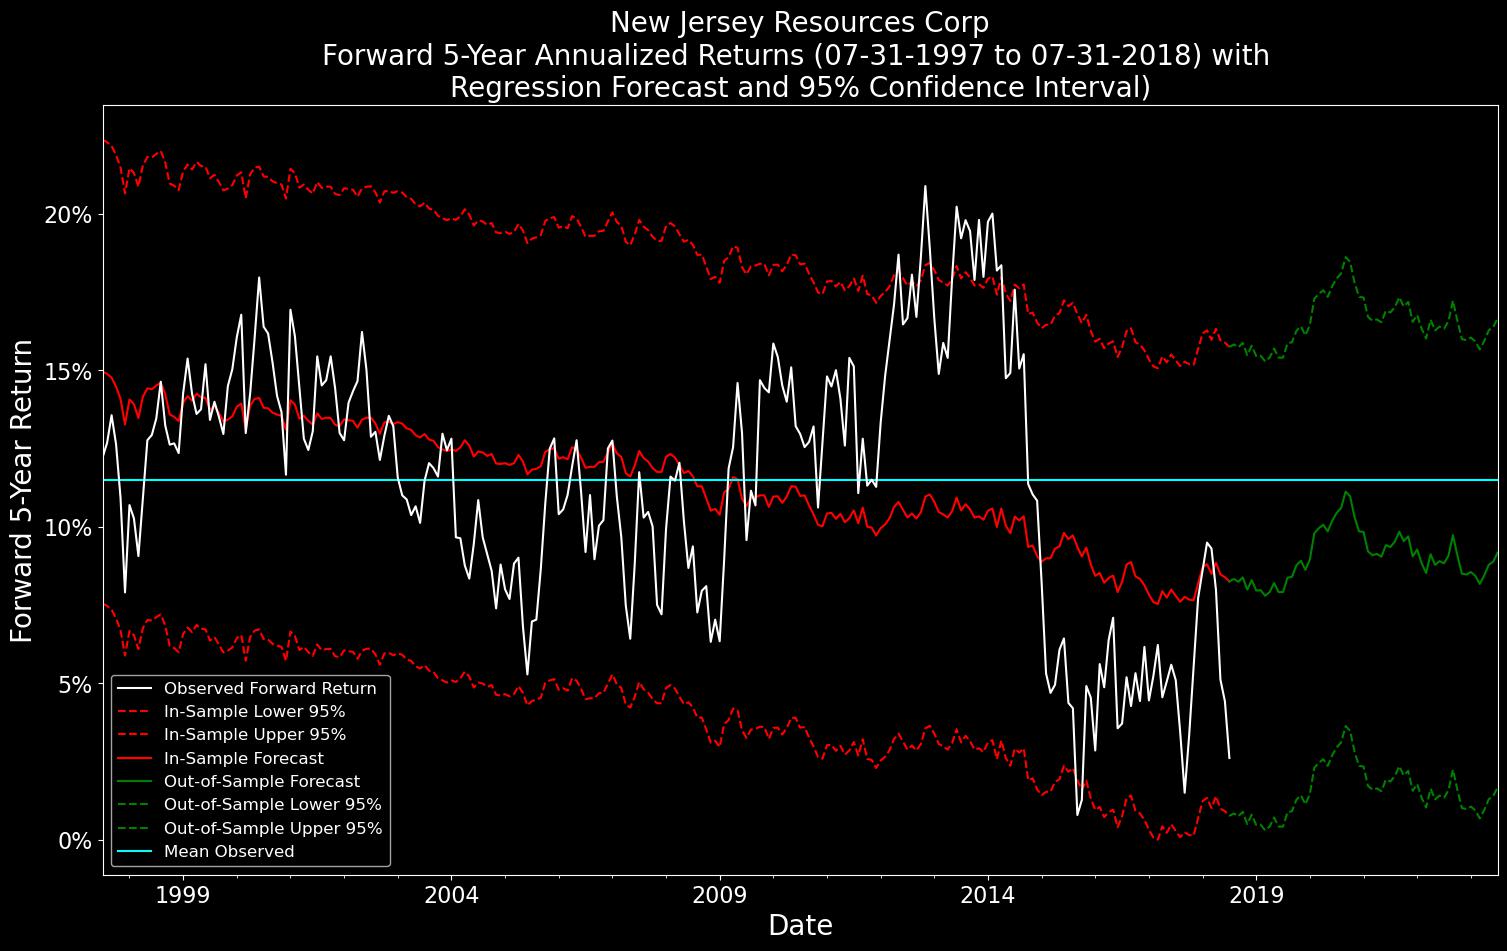 New Jersey Resources Corp
Forward 5-Year Annualized Returns (07-31-1997 to 07-31-2018) with
Regression Forecast and 95% Confidence Interval)
Forward 5-Year Return
20%
15%
10%
5%
0%
Observed Forward Return
In-Sample Lower 95%
In-Sample Upper 95%
In-Sample Forecast
Out-of-Sample Forecast
Out-of-Sample Lower 95%
Out-of-Sample Upper 95%
Mean Observed
1999
2004
2009
2014
2019
Date